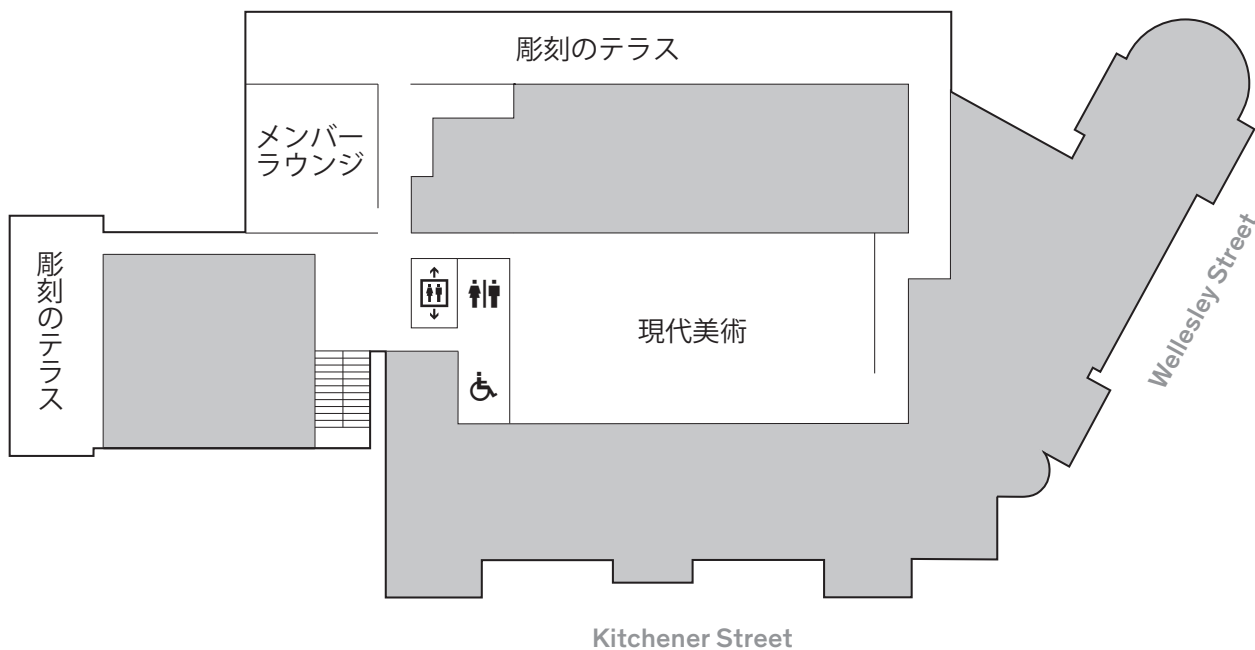 彫刻のテラス
メンバー
ラウンジ
彫刻のテラス
現代美術
Wellesley Street
Kitchener Street